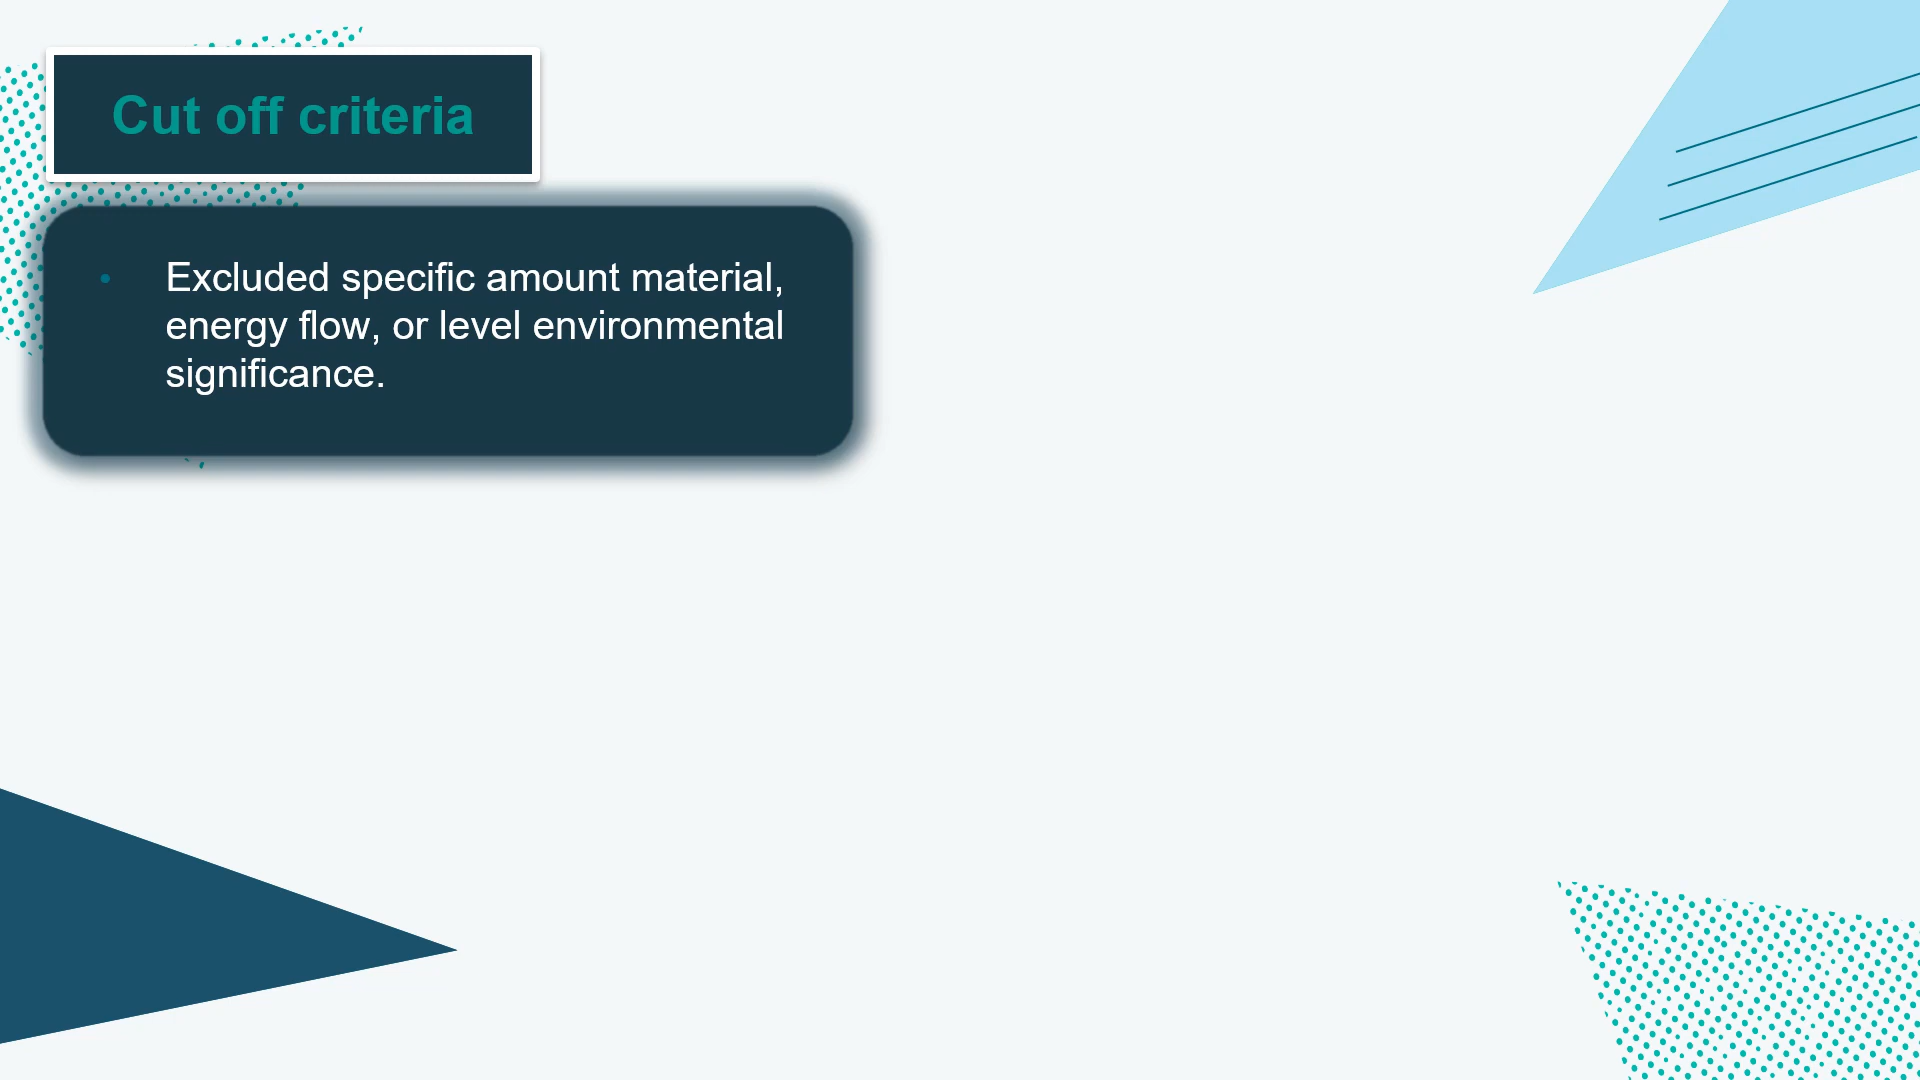 Cut off criteria
• Excluded specific amount material,
energy flow, or level environmental
significance.